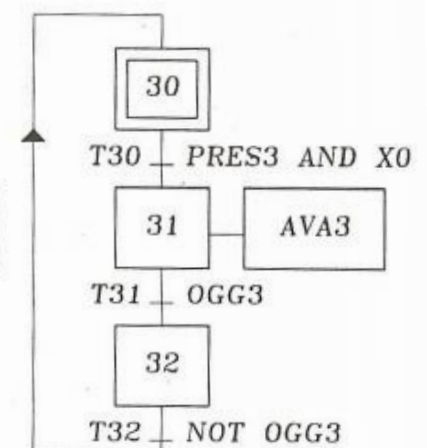 30
T30 PRES3 AND X0
31 AVA3
T31 OGG3
32
T32 NOT OGG3